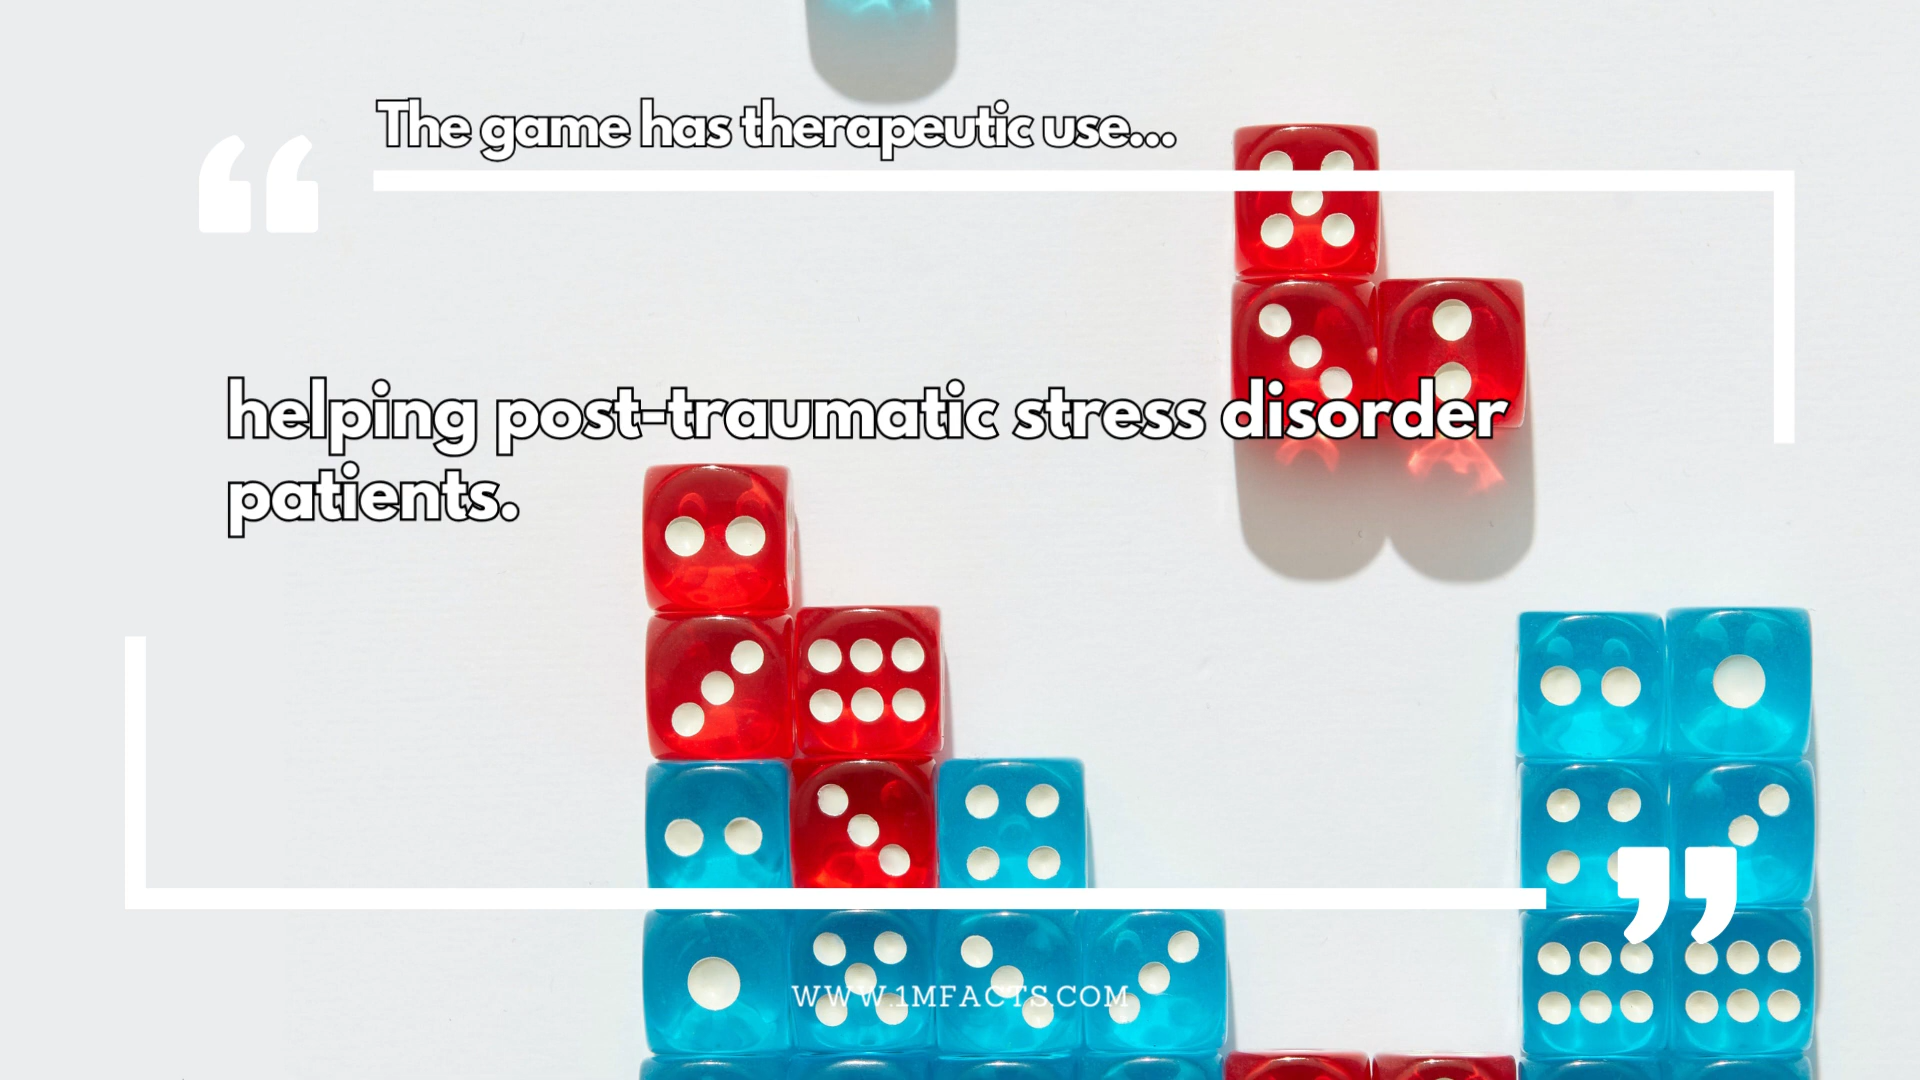 The game has therapeutic use...
helping post-traumatic stress disorder
patients.
WWW.1MFACTS.COM